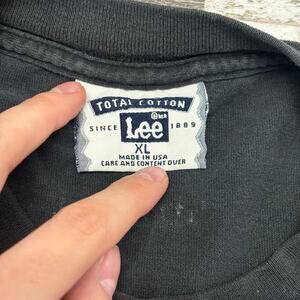 TOTAL COTTON
Lee
SINCE 1889
XL
MADE IN USA
CARE AND CONTENT OVER